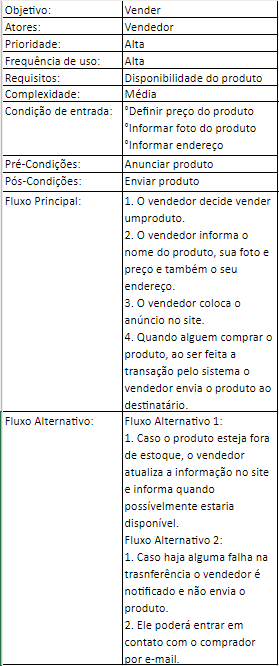 Objetivo: Vender
Atores: Vendedor
Prioridade: Alta
Frequência de uso: Alta
Requisitos: Disponibilidade do produto
Complexidade: Média
Condição de entrada: °Definir preço do produto
°Informar foto do produto
°Informar endereço
Pré-Condições: Anunciar produto
Pós-Condições: Enviar produto
Fluxo Principal: 1. O vendedor decide vender
umproduto.
2. O vendedor informa o
nome do produto, sua foto e
preço e também o seu
endereço.
3. O vendedor coloca o
anúncio no site.
4. Quando alguem comprar o
produto, ao ser feita a
transação pelo sistema o
vendedor envia o produto ao
destinatário.
Fluxo Alternativo: Fluxo Alternativo 1:
1. Caso o produto esteja fora
de estoque, o vendedor
atualiza a informação no site
e informa quando
possívelmente estaria
disponível.
Fluxo Alternativo 2:
1. Caso haja alguma falha na
trasnferência o vendedor é
notificado e não envia o
produto.
2. Ele poderá entrar em
contato com o comprador
por e-mail.